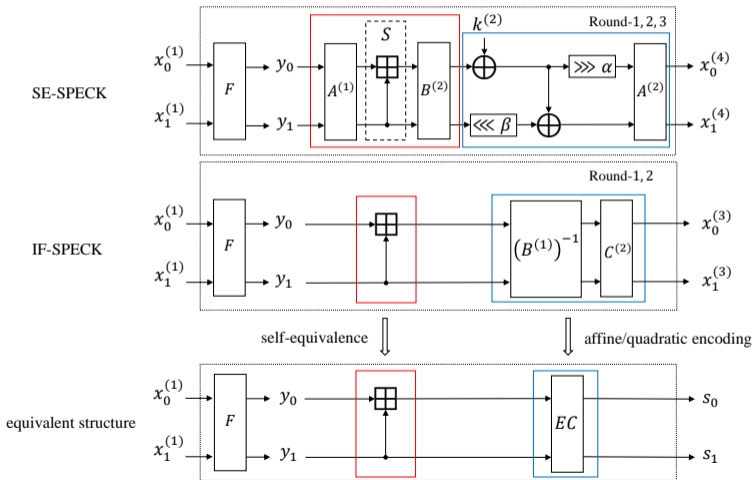 Round-1, 2, 3
k^{(2)}
S
x_0^{(1)} y_0 ⋙ α x_0^{(4)}
SE-SPECK F A^{(1)} B^{(2)} A^{(2)}
x_1^{(1)} y_1 ⋘ β x_1^{(4)}
Round-1, 2
x_0^{(1)} y_0 x_0^{(3)}
IF-SPECK F (B^{(1)})^{-1} C^{(2)}
x_1^{(1)} y_1 x_1^{(3)}
self-equivalence affine/quadratic encoding
x_0^{(1)} y_0 s_0
equivalent structure F EC
x_1^{(1)} y_1 s_1